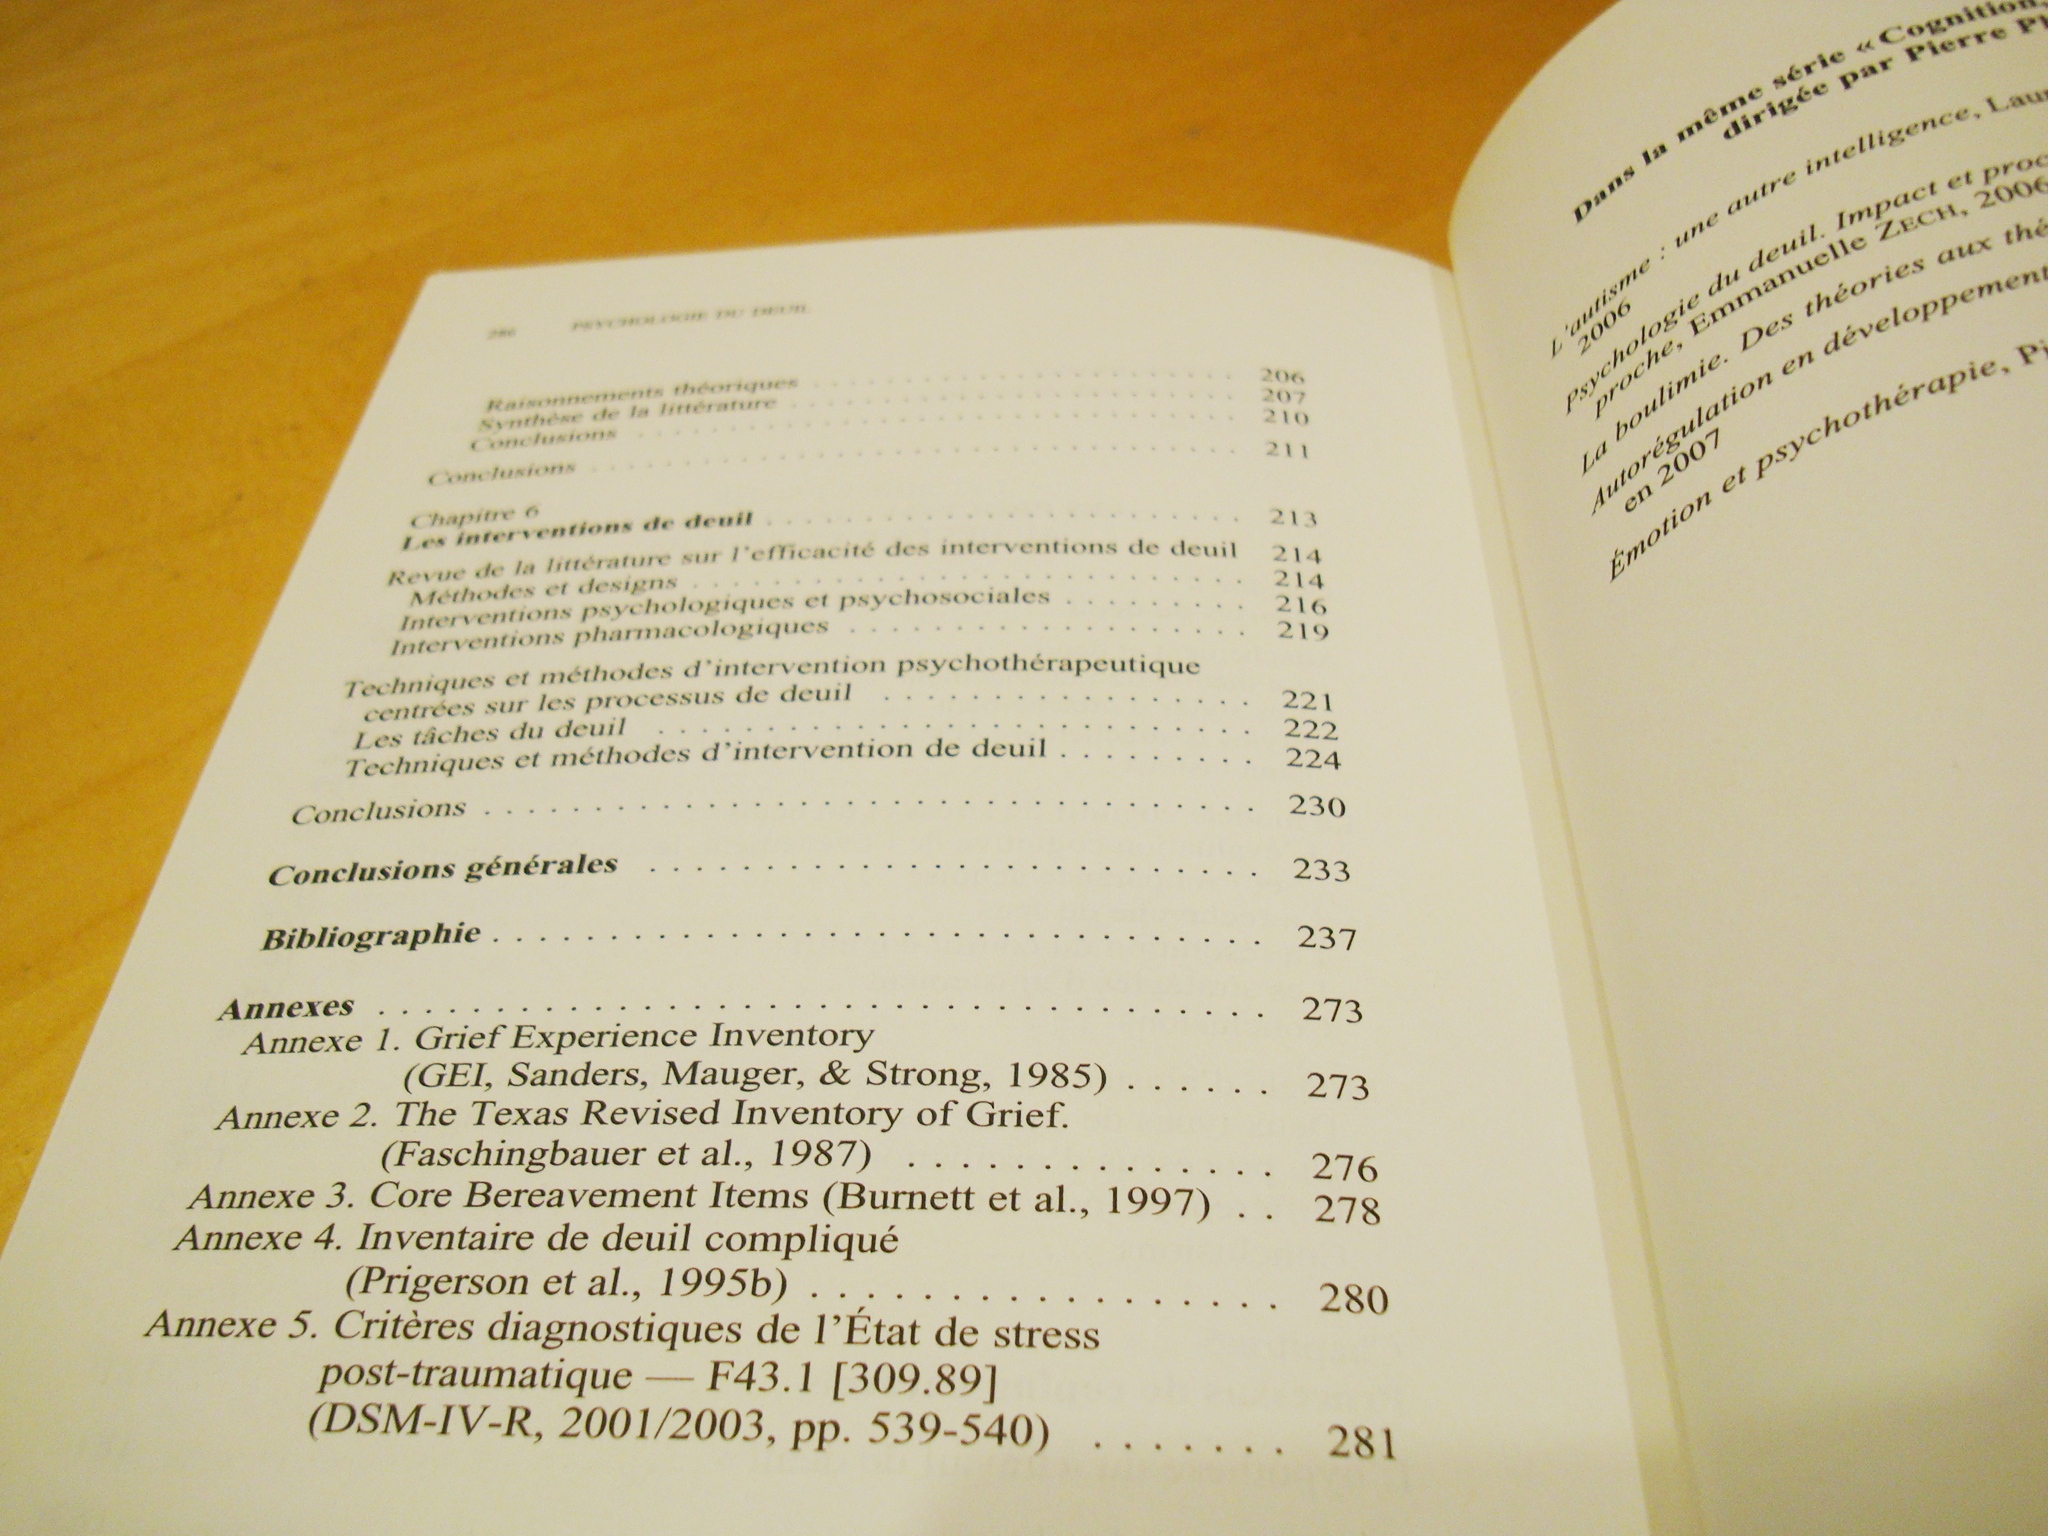 286 PSYCHOLOGIE DU DEUIL
Raisonnements théoriques . . . . . . . . . . . . . . . . . . . . 206
Synthèse de la littérature . . . . . . . . . . . . . . . . . . . . 207
Conclusions . . . . . . . . . . . . . . . . . . . . . . . . . . 210
Conclusions . . . . . . . . . . . . . . . . . . . . . . . . . . . 211
Chapitre 6
Les interventions de deuil . . . . . . . . . . . . . . . . . . . . 213
Revue de la littérature sur l'efficacité des interventions de deuil 214
Méthodes et designs . . . . . . . . . . . . . . . . . . . . . . 214
Interventions psychologiques et psychosociales . . . . . . . . 216
Interventions pharmacologiques . . . . . . . . . . . . . . . . 219
Techniques et méthodes d'intervention psychothérapeutique
centrées sur les processus de deuil . . . . . . . . . . . . . . 221
Les tâches du deuil . . . . . . . . . . . . . . . . . . . . . . 222
Techniques et méthodes d'intervention de deuil . . . . . . . . . 224
Conclusions . . . . . . . . . . . . . . . . . . . . . . . . . . . 230
Conclusions générales . . . . . . . . . . . . . . . . . . . . . . 233
Bibliographie . . . . . . . . . . . . . . . . . . . . . . . . . . 237
Annexes . . . . . . . . . . . . . . . . . . . . . . . . . . . . . 273
Annexe 1. Grief Experience Inventory
(GEI, Sanders, Mauger, & Strong, 1985) . . . . . . 273
Annexe 2. The Texas Revised Inventory of Grief.
(Faschingbauer et al., 1987) . . . . . . . . . . . . . 276
Annexe 3. Core Bereavement Items (Burnett et al., 1997) . . 278
Annexe 4. Inventaire de deuil compliqué
(Prigerson et al., 1995b) . . . . . . . . . . . . . . . . . 280
Annexe 5. Critères diagnostiques de l'État de stress
post-traumatique — F43.1 [309.89]
(DSM-IV-R, 2001/2003, pp. 539-540) . . . . . . . 281
Dans la même série « Cognition,
dirigée par Pierre
L'autisme : une autre intelligence,
2006
Psychologie du deuil. Impact et
proche, Emmanuelle ZECH, 2006
La boulimie. Des théories aux
Autorégulation en développement
en 2007
Émotion et psychothérapie,